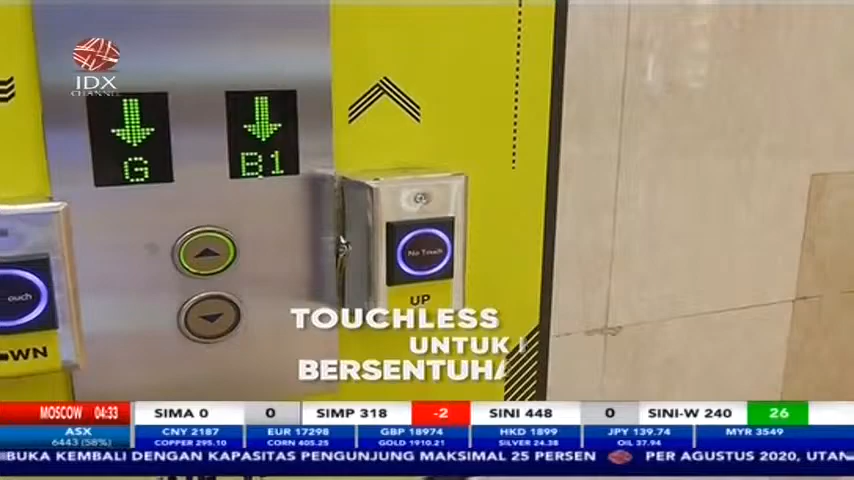 IDX
CHANNEL
G
B1
No Touch
ouch
UP
WN
TOUCHLESS
UNTUK
BERSENTUHA
MOSCOW 04:33
SIMA 0
0
SIMP 318
-2
SINI 448
0
SINI-W 240
26
ASX
6443 (58%)
CNY 2187
EUR 17298
GBP 18974
HKD 1899
JPY 139.74
MYR 3549
COPPER 295.10
CORN 405.25
GOLD 1910.21
SILVER 24.38
OIL 37.94
BUKA KEMBALI DENGAN KAPASITAS PENGUNJUNG MAKSIMAL 25 PERSEN
PER AGUSTUS 2020, UTAN